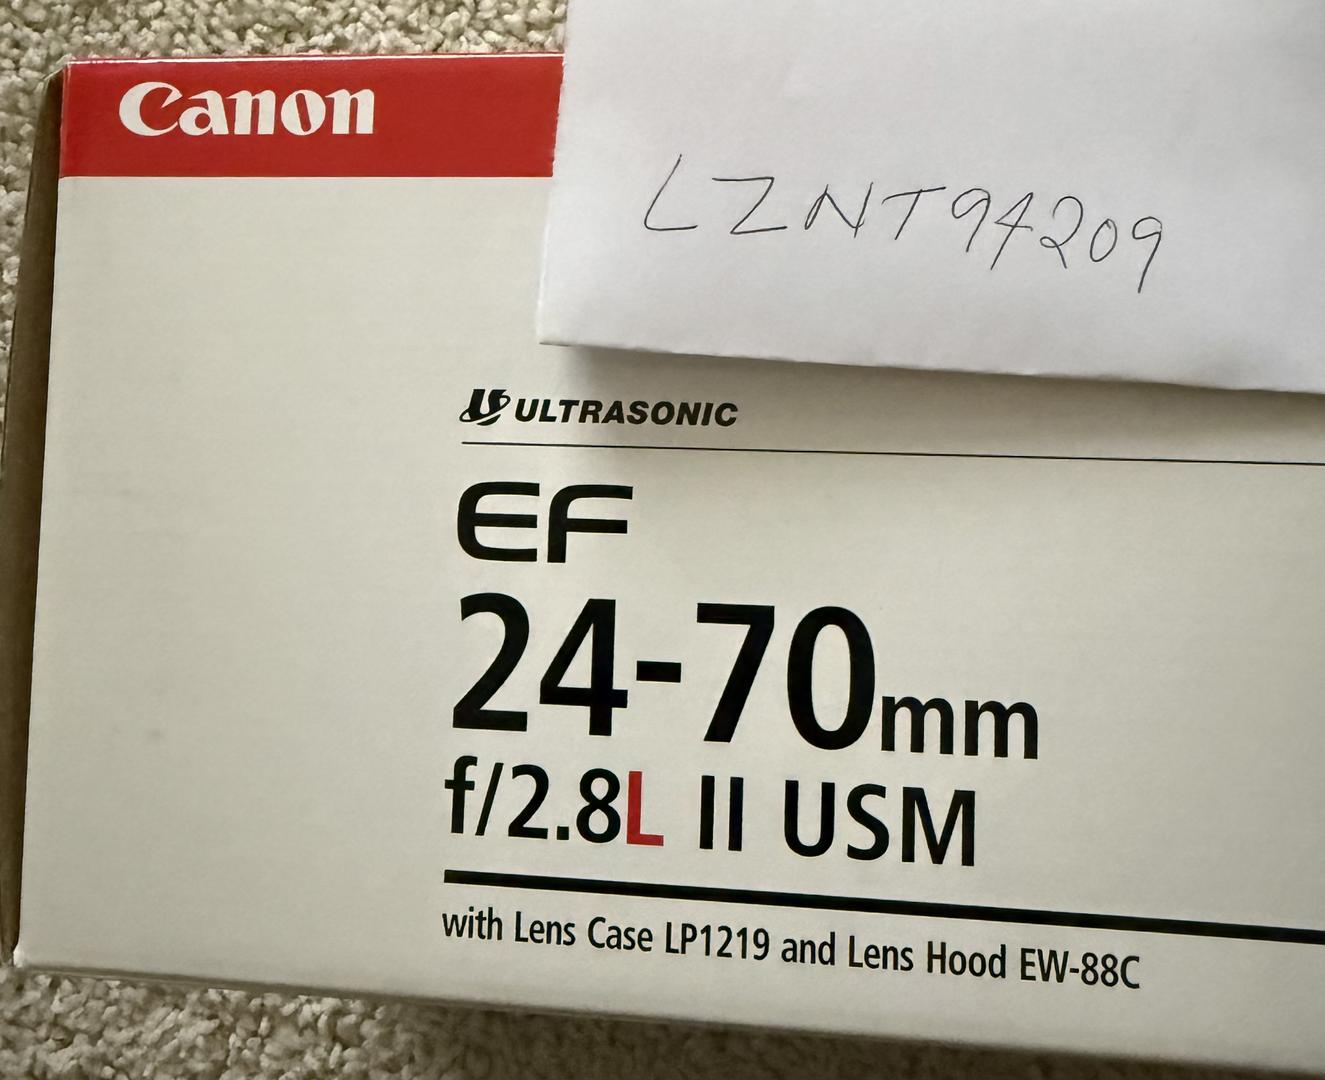 Canon
LZNT94209
ULTRASONIC
EF
24-70mm
f/2.8L II USM
with Lens Case LP1219 and Lens Hood EW-88C